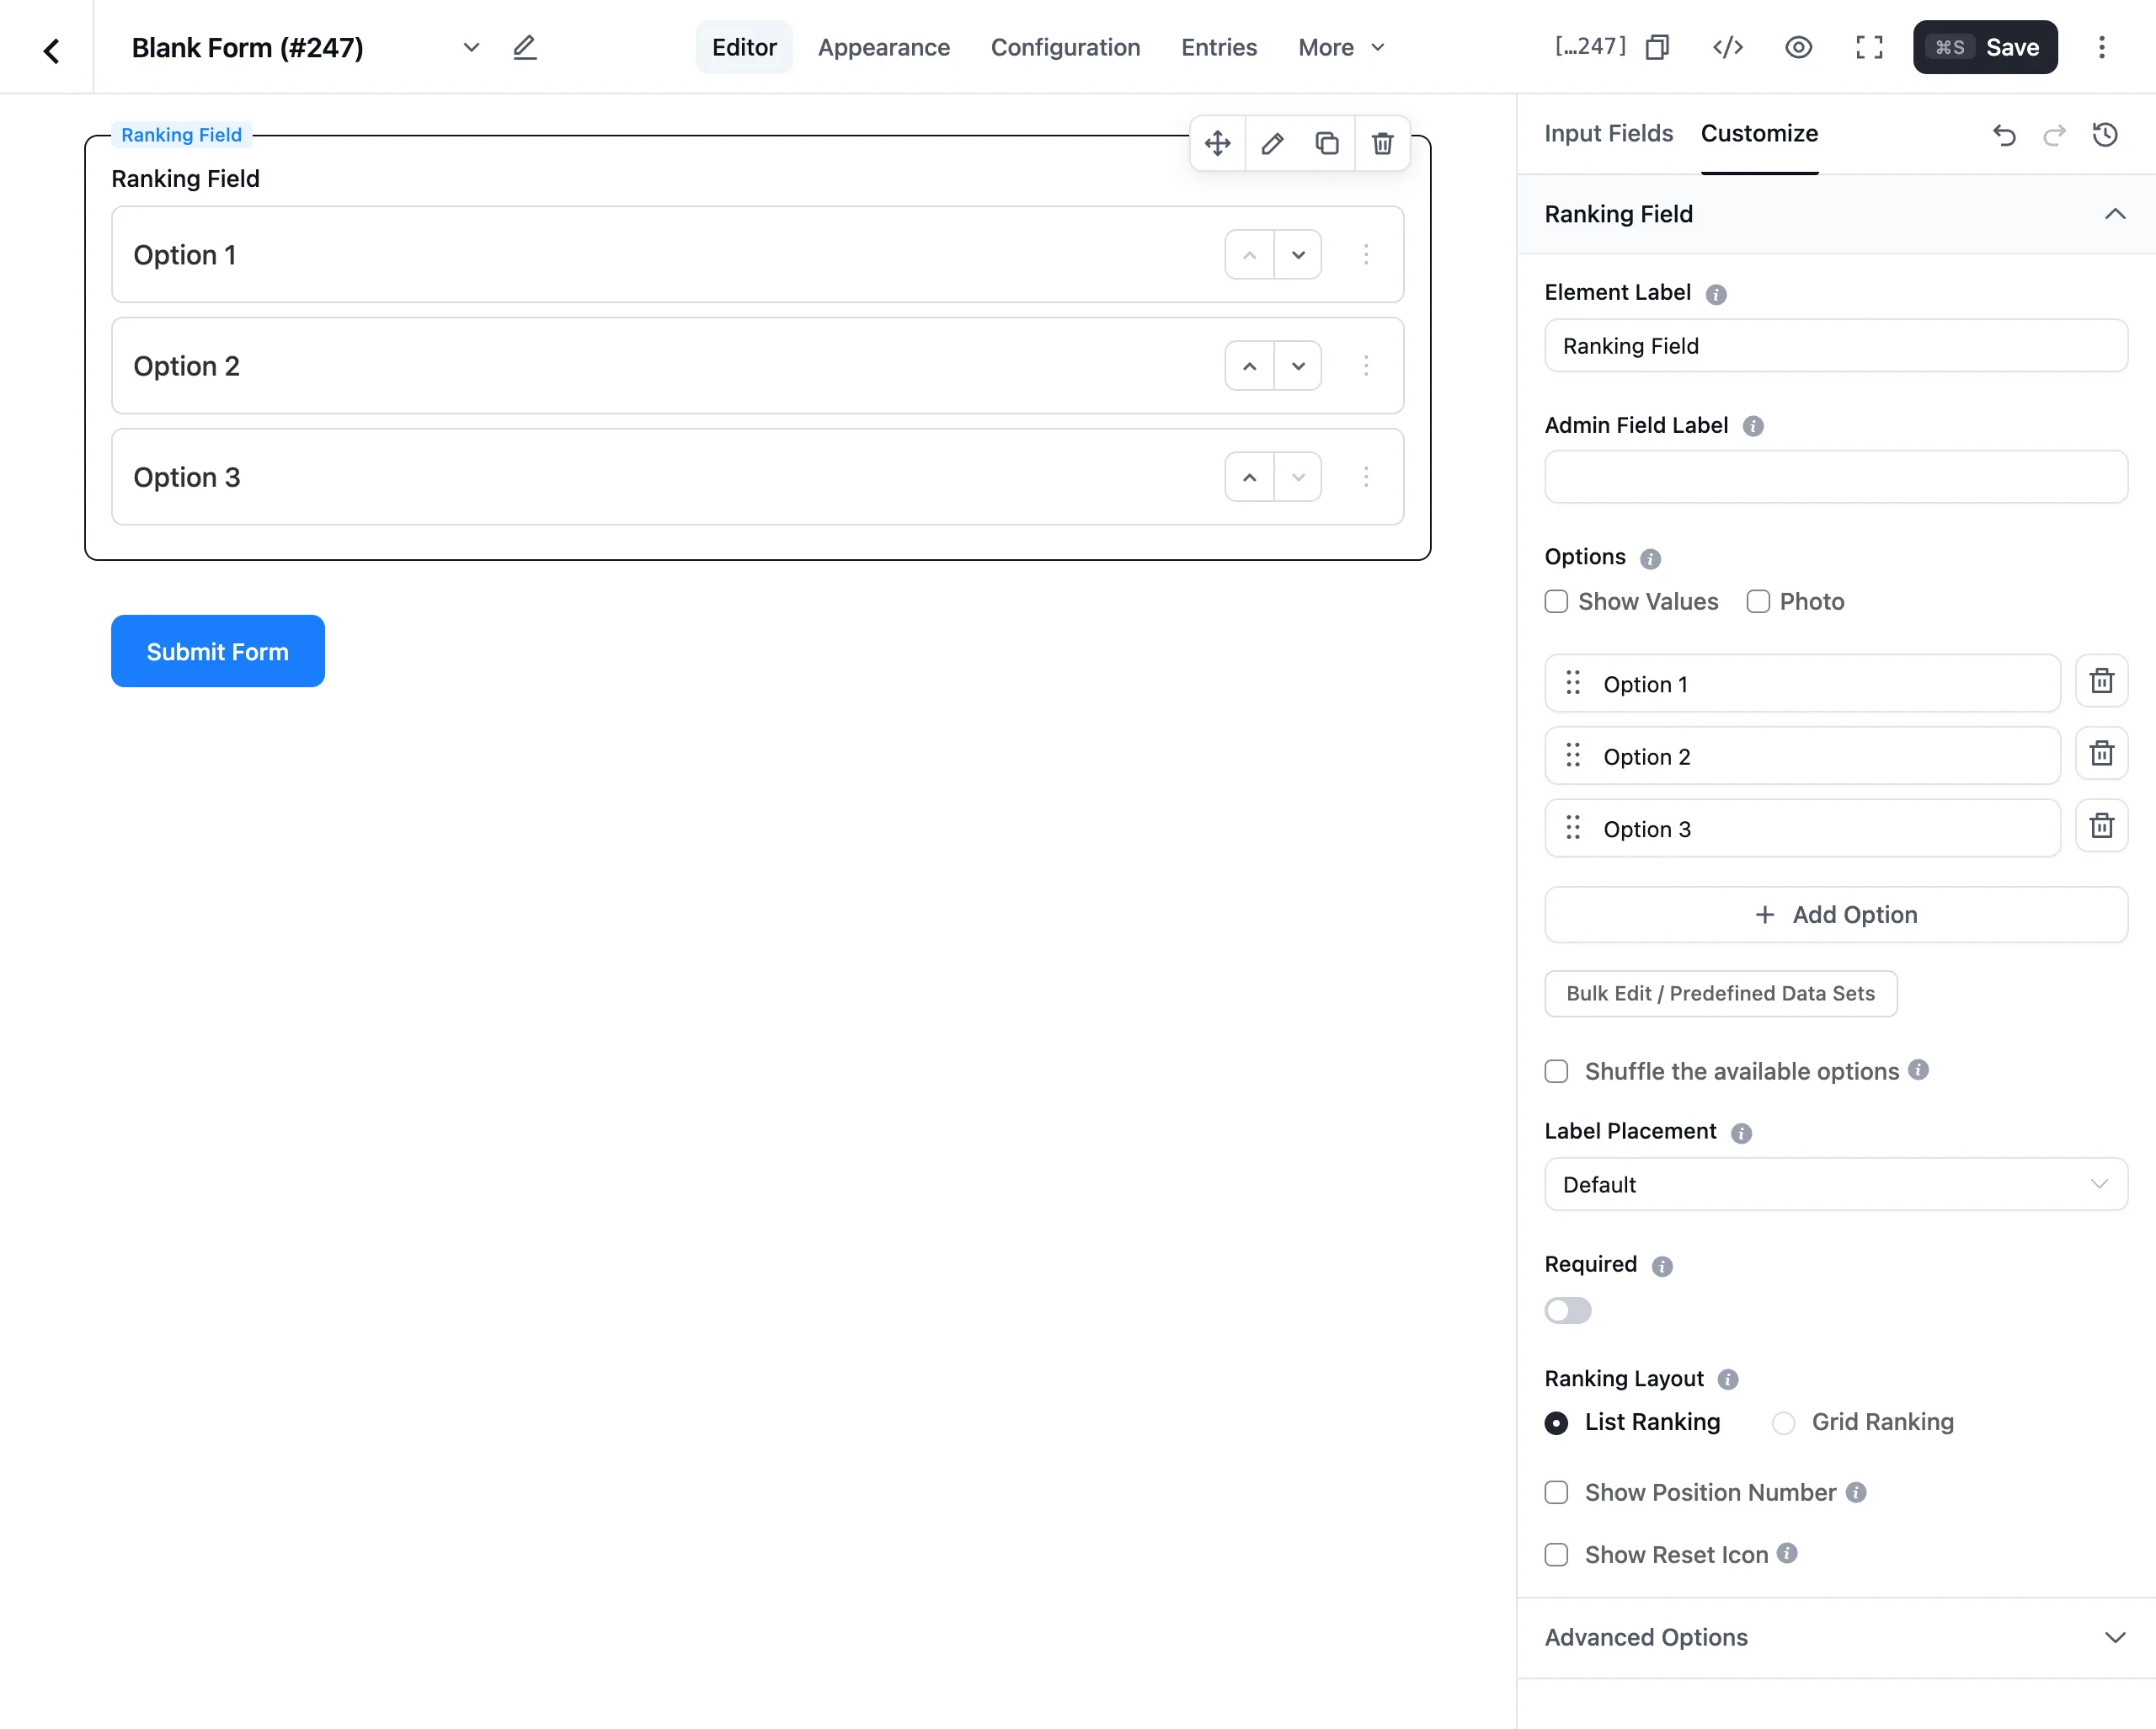 Blank Form (#247)
Editor
Appearance
Configuration
Entries
More
[...247]
⌘S Save
Ranking Field
Ranking Field
Option 1
Option 2
Option 3
Submit Form
Input Fields
Customize
Ranking Field
Element Label
Ranking Field
Admin Field Label
Options
Show Values
Photo
Option 1
Option 2
Option 3
Add Option
Bulk Edit / Predefined Data Sets
Shuffle the available options
Label Placement
Default
Required
Ranking Layout
List Ranking
Grid Ranking
Show Position Number
Show Reset Icon
Advanced Options